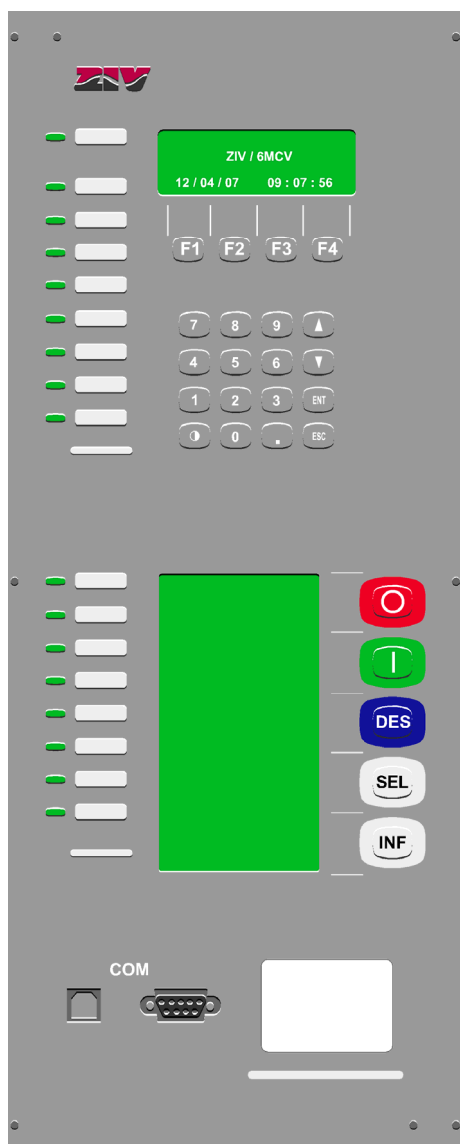 ZIV
ZIV / 6MCV
12 / 04 / 07 09 : 07 : 56
F1 F2 F3 F4
7 8 9
4 5 6
1 2 3 ENT
0 . ESC
DES
SEL
INF
COM